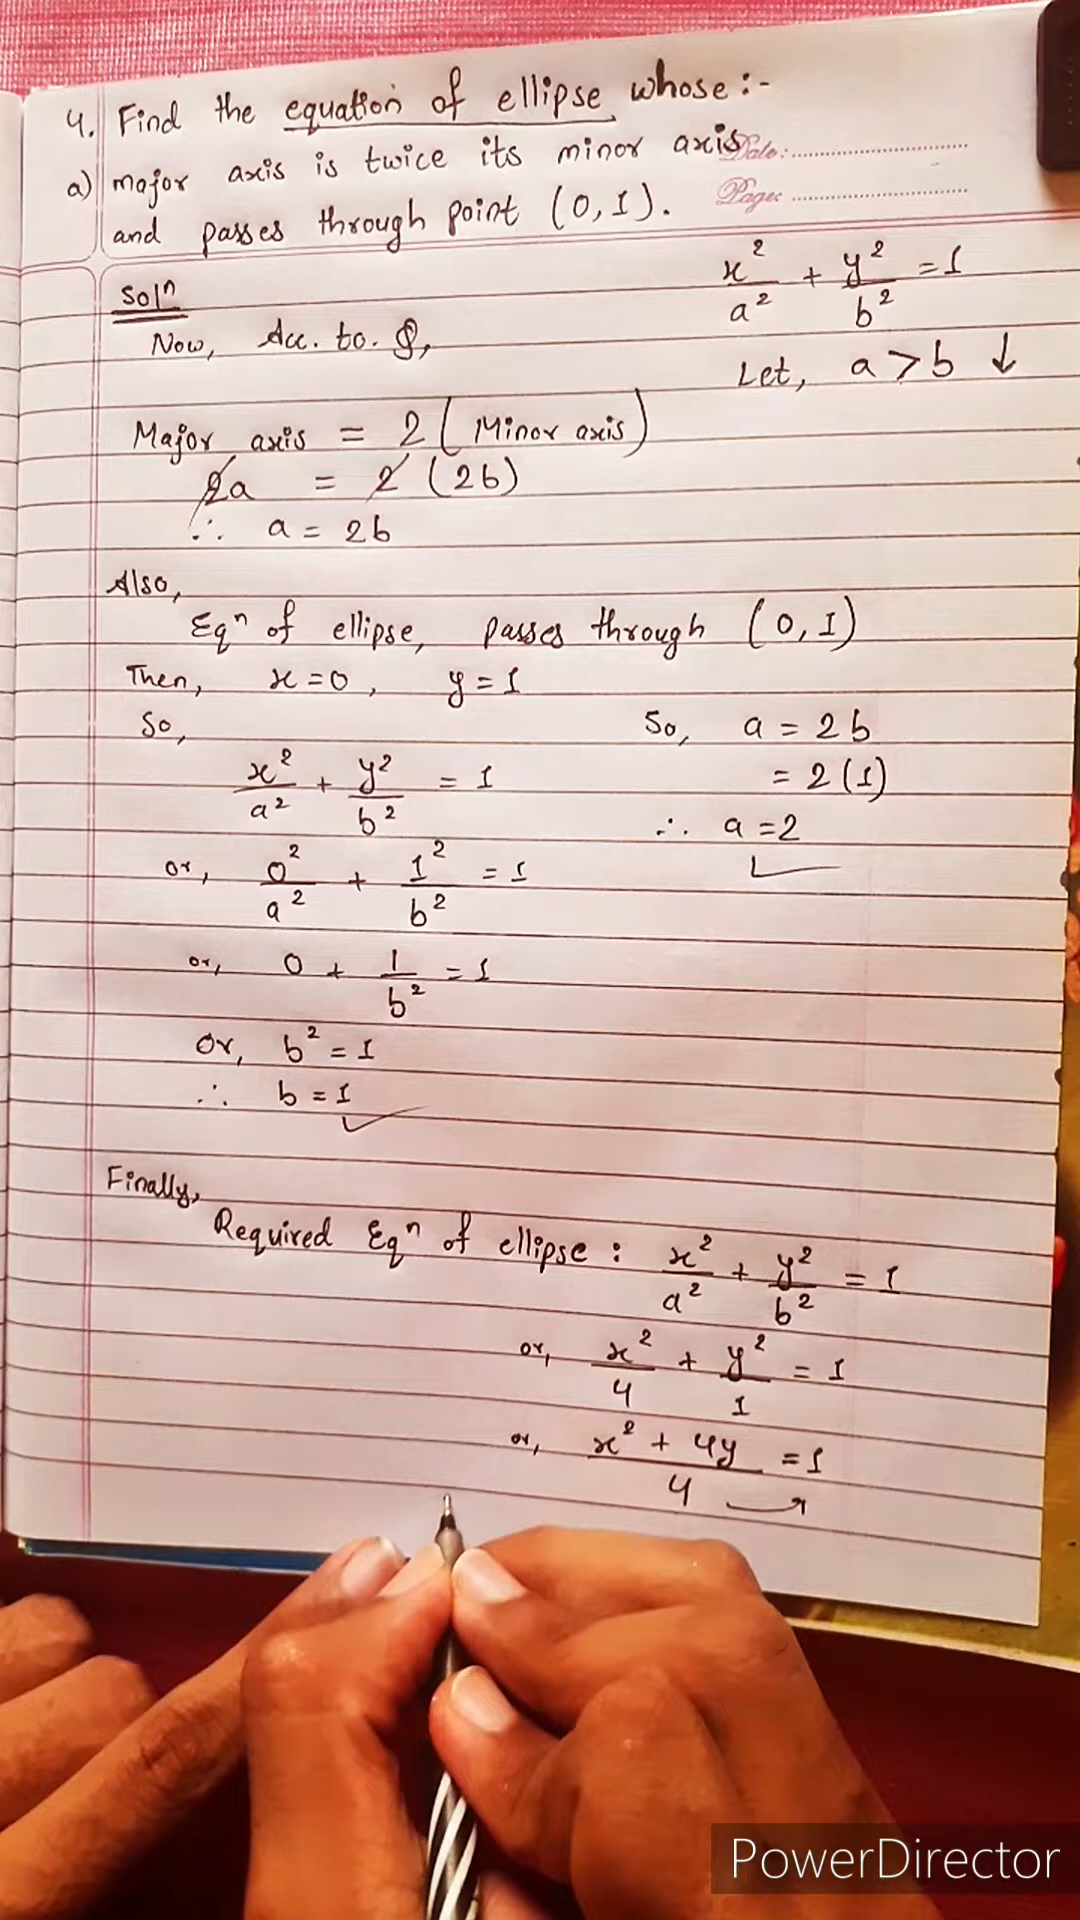 4. Find the equation of ellipse whose:-
a) major axis is twice its minor axis
Date:
and passes through point (0,1).
Page:
Solⁿ
x²/a² + y²/b² = 1
Now, Acc. to. Q,
Let, a > b ↓
Major axis = 2 (Minor axis)
2a = 2 (2b)
∴ a = 2b
Also,
Eqⁿ of ellipse, passes through (0,1)
Then, x = 0, y = 1
So,
So, a = 2b
x²/a² + y²/b² = 1
= 2(1)
∴ a = 2
or, 0²/a² + 1²/b² = 1
or, 0 + 1/b² = 1
Or, b² = 1
∴ b = 1
Finally,
Required Eqⁿ of ellipse : x²/a² + y²/b² = 1
or, x²/4 + y²/1 = 1
or, x² + 4y/4 = 1
PowerDirector